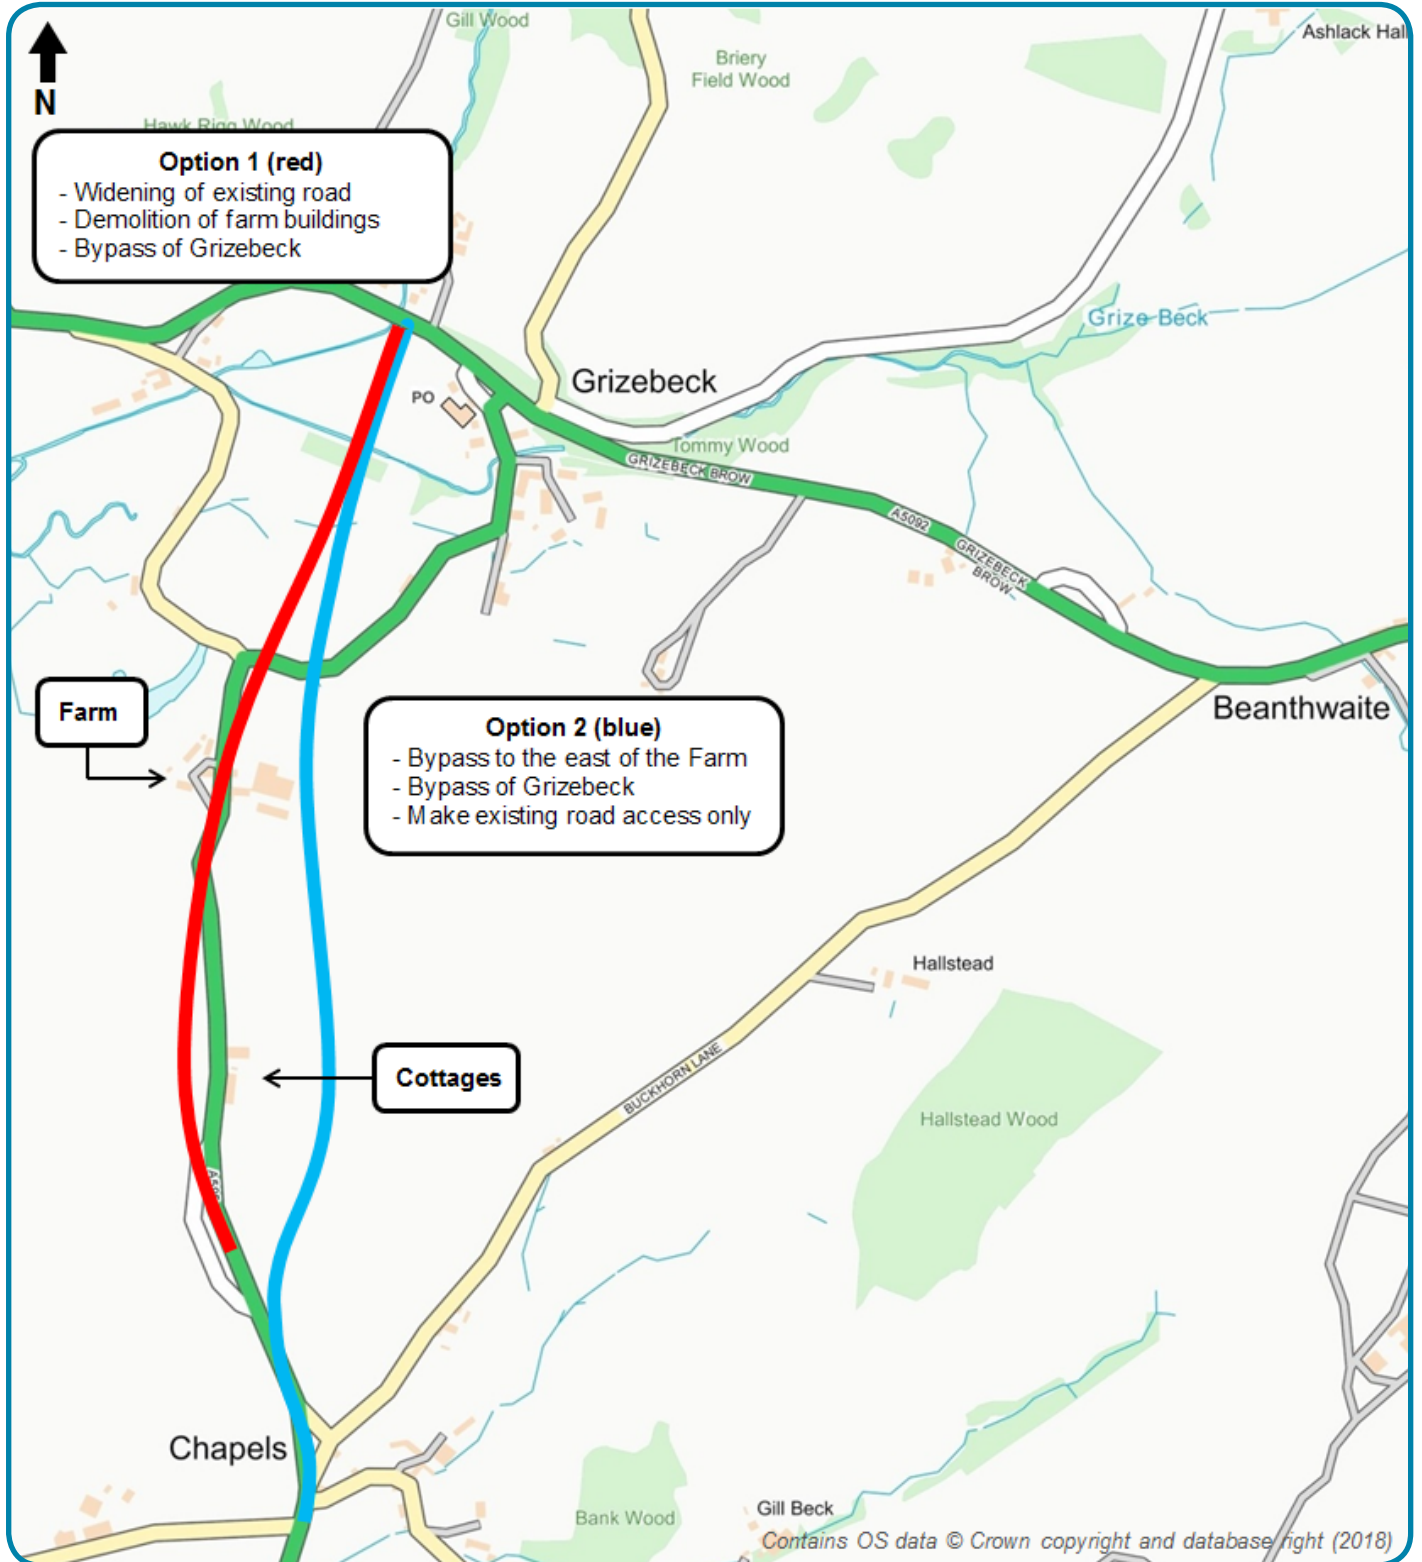 Gill Wood
Ashlack Hal
Briery
Field Wood
N
Hawk Rigg Wood
Option 1 (red)
- Widening of existing road
- Demolition of farm buildings
- Bypass of Grizebeck
Grize Beck
Grizebeck
PO
Tommy Wood
GRIZEBECK BROW
A5092
GRIZEBECK
BROW
Farm
Beanthwaite
Option 2 (blue)
- Bypass to the east of the Farm
- Bypass of Grizebeck
- Make existing road access only
Hallstead
Cottages
BUCKHORN LANE
Hallstead Wood
Chapels
Gill Beck
Bank Wood
Contains OS data © Crown copyright and database right (2018)